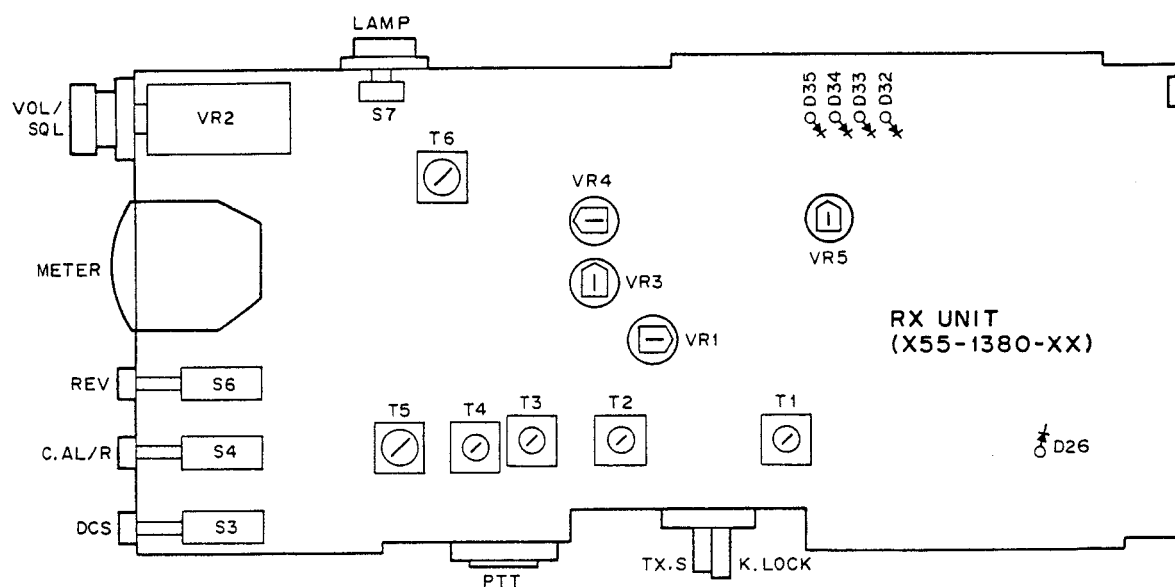 LAMP
VOL/
SQL
VR2
S7
D35
D34
D33
D32
T6
VR4
VR5
METER
VR3
RX UNIT
(X55-1380-XX)
VR1
REV
S6
T5
T4
T3
T2
T1
C.AL/R
S4
D26
DCS
S3
PTT
TX.S
K.LOCK